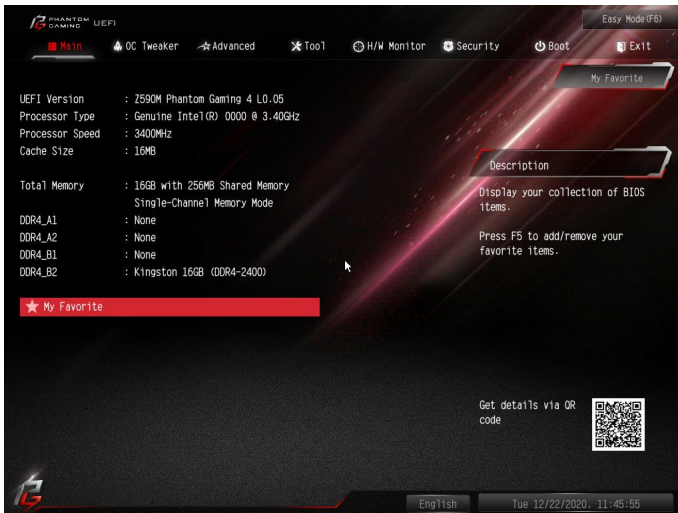 PHANTOM GAMING UEFI
Easy Mode(F6)
Main OC Tweaker Advanced Tool H/W Monitor Security Boot Exit
My Favorite
UEFI Version : Z590M Phantom Gaming 4 L0.05
Processor Type : Genuine Intel(R) 0000 @ 3.40GHz
Processor Speed : 3400MHz
Cache Size : 16MB
Total Memory : 16GB with 256MB Shared Memory
Single-Channel Memory Mode
DDR4_A1 : None
DDR4_A2 : None
DDR4_B1 : None
DDR4_B2 : Kingston 16GB (DDR4-2400)
My Favorite
Description
Display your collection of BIOS
items.
Press F5 to add/remove your
favorite items.
Get details via QR
code
English
Tue 12/22/2020. 11:45:55